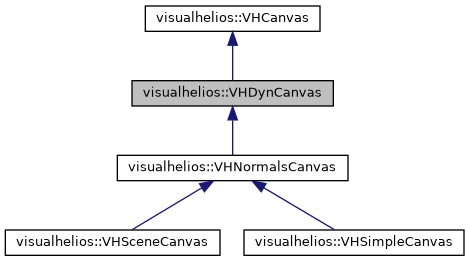 visualhelios::VHCanvas
visualhelios::VHDynCanvas
visualhelios::VHNormalsCanvas
visualhelios::VHSceneCanvas
visualhelios::VHSimpleCanvas